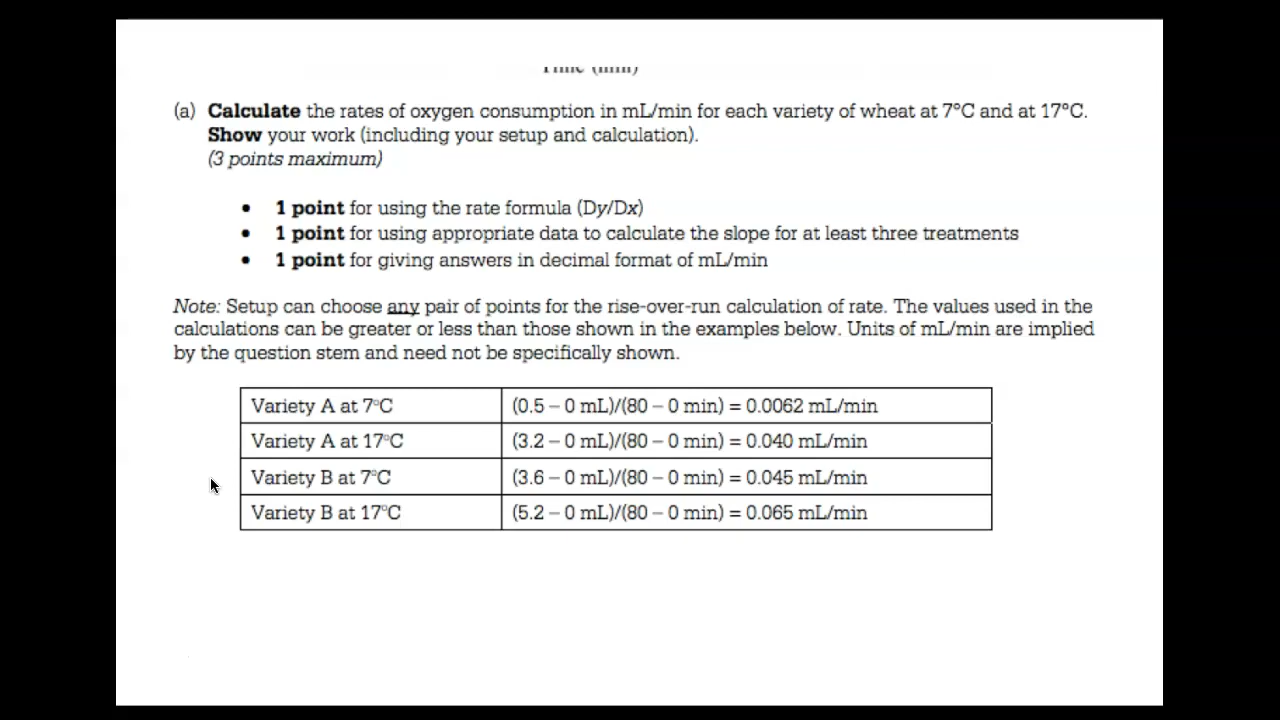 (a) Calculate the rates of oxygen consumption in mL/min for each variety of wheat at 7°C and at 17°C.
Show your work (including your setup and calculation).
(3 points maximum)
• 1 point for using the rate formula (Dy/Dx)
• 1 point for using appropriate data to calculate the slope for at least three treatments
• 1 point for giving answers in decimal format of mL/min
Note: Setup can choose any pair of points for the rise-over-run calculation of rate. The values used in the
calculations can be greater or less than those shown in the examples below. Units of mL/min are implied
by the question stem and need not be specifically shown.
Variety A at 7°C (0.5 – 0 mL)/(80 – 0 min) = 0.0062 mL/min
Variety A at 17°C (3.2 – 0 mL)/(80 – 0 min) = 0.040 mL/min
Variety B at 7°C (3.6 – 0 mL)/(80 – 0 min) = 0.045 mL/min
Variety B at 17°C (5.2 – 0 mL)/(80 – 0 min) = 0.065 mL/min